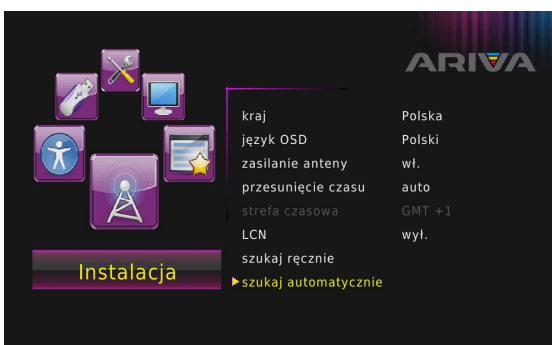 ARIVA
kraj Polska
język OSD Polski
zasilanie anteny wł.
przesunięcie czasu auto
strefa czasowa GMT +1
LCN wył.
szukaj ręcznie
szukaj automatycznie
Instalacja